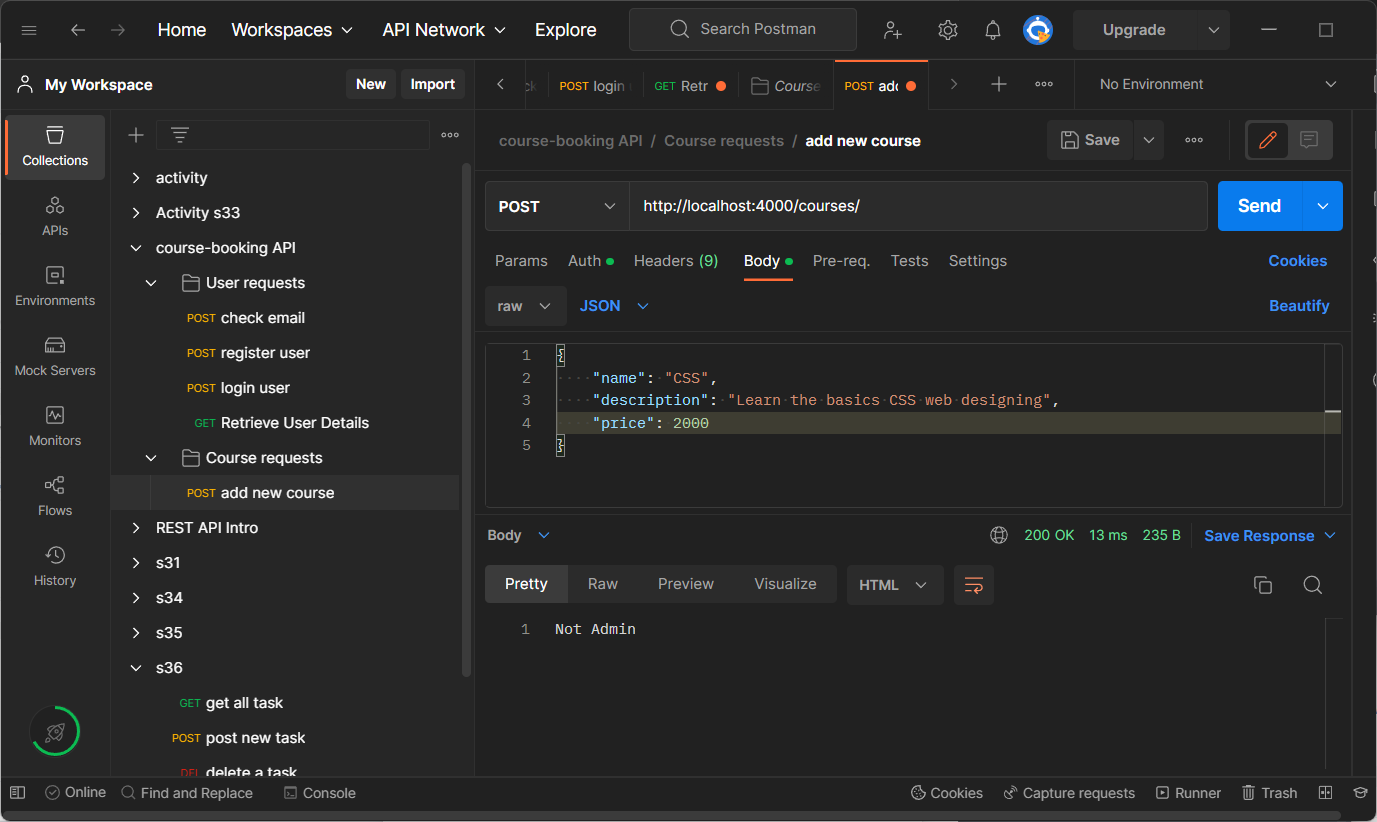 Home Workspaces API Network Explore Search Postman Upgrade
My Workspace New Import
POST login GET Retr Course POST No Environment
Collections
APIs
Environments
Mock Servers
Monitors
Flows
History
activity
Activity s33
course-booking API
User requests
POST check email
POST register user
POST login user
GET Retrieve User Details
Course requests
POST add new course
REST API Intro
s31
s34
s35
s36
GET get all task
POST post new task
DEL delete a task
course-booking API / Course requests / add new course Save
POST http://localhost:4000/courses/ Send
Params Auth Headers (9) Body Pre-req. Tests Settings Cookies
raw JSON Beautify
1 {
2 "name": "CSS",
3 "description": "Learn the basics CSS web designing",
4 "price": 2000
5 }
Body 200 OK 13 ms 235 B Save Response
Pretty Raw Preview Visualize HTML
1 Not Admin
Online Find and Replace Console Cookies Capture requests Runner Trash